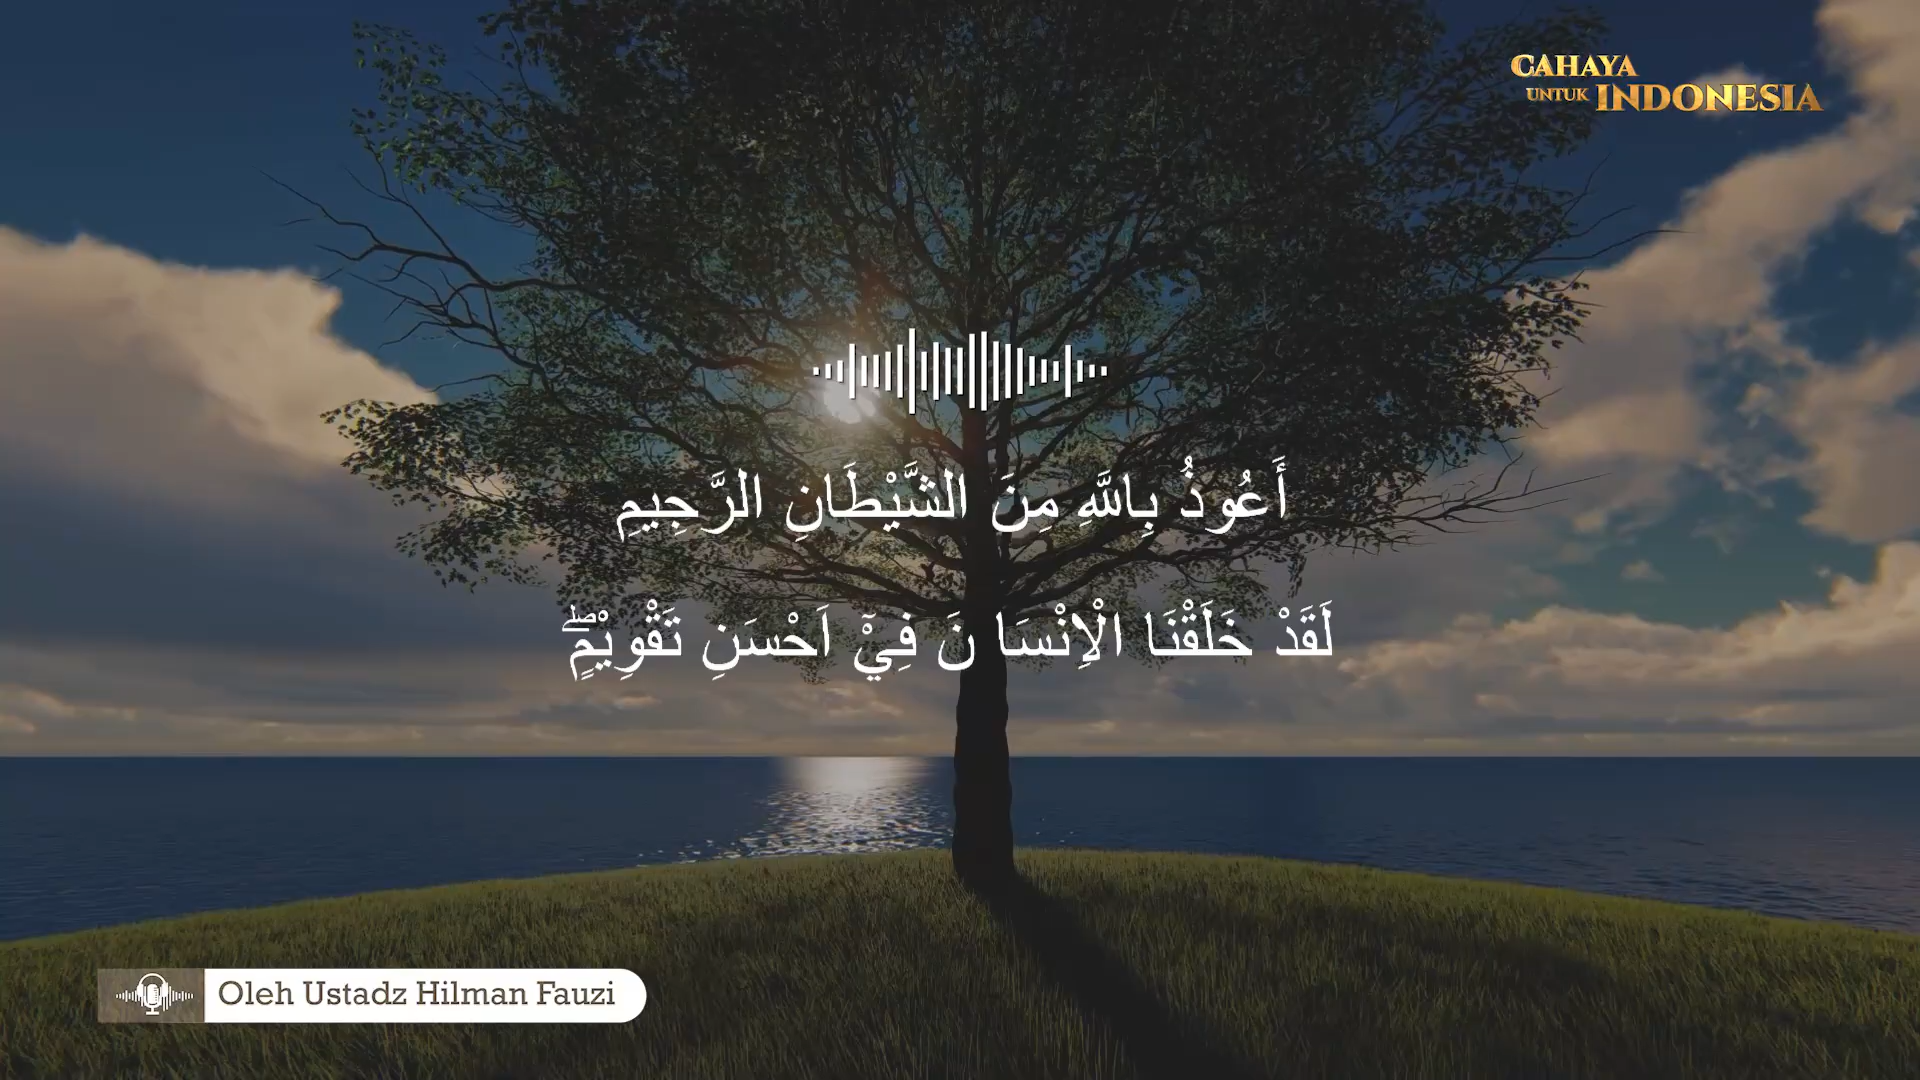 CAHAYA
UNTUK INDONESIA
أَعُوذُ بِاللَّهِ مِنَ الشَّيْطَانِ الرَّجِيمِ
لَقَدْ خَلَقْنَا الْاِنْسَا نَ فِيْۤ اَحْسَنِ تَقْوِيْمٍۖ
Oleh Ustadz Hilman Fauzi